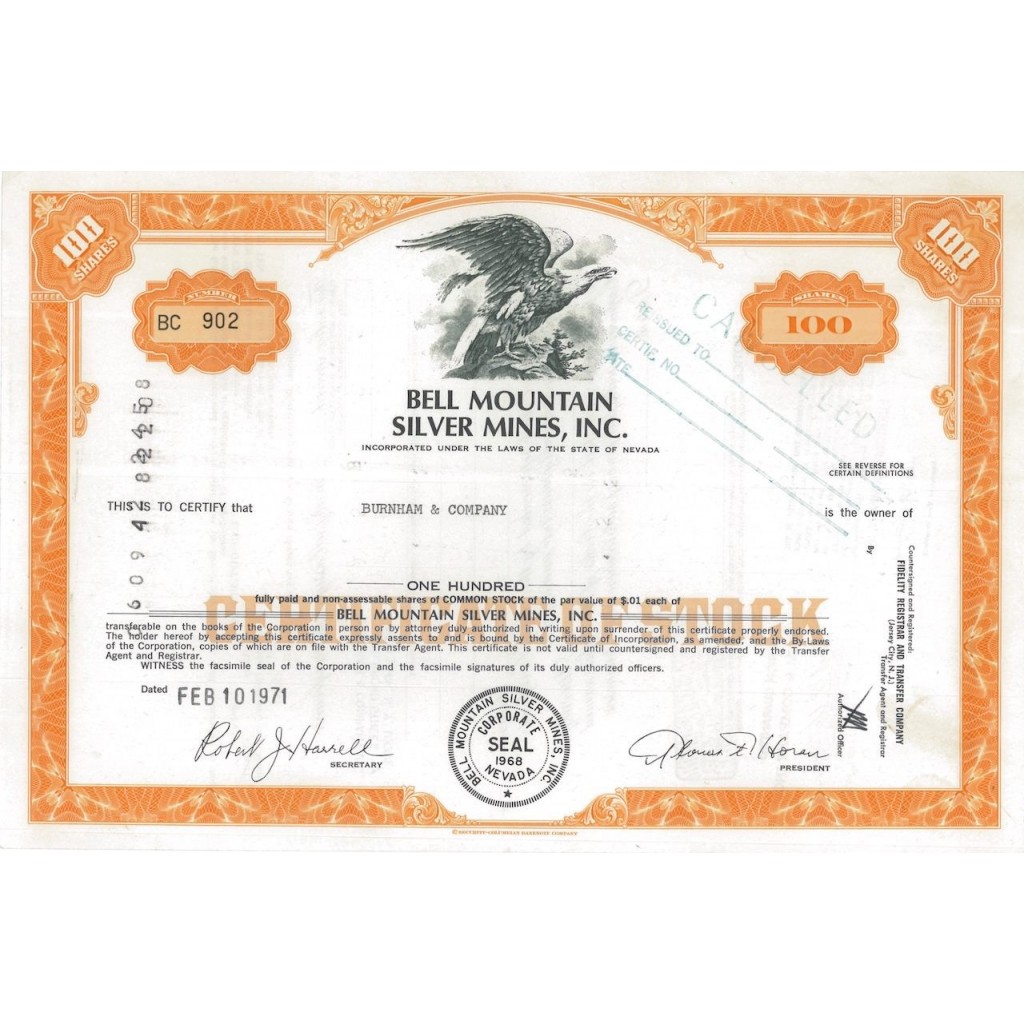 100
SHARES
100
SHARES
NUMBER
BC 902
SHARES
100
CANCELLED
REISSUED TO
CERTIF. NO.
DATE
BELL MOUNTAIN
SILVER MINES, INC.
INCORPORATED UNDER THE LAWS OF THE STATE OF NEVADA
SEE REVERSE FOR
CERTAIN DEFINITIONS
THIS IS TO CERTIFY that BURNHAM & COMPANY is the owner of
ONE HUNDRED
fully paid and non-assessable shares of COMMON STOCK of the par value of $.01 each of
BELL MOUNTAIN SILVER MINES, INC.
STOCK
transferable on the books of the Corporation in person or by attorney duly authorized in writing upon surrender of this certificate properly endorsed.
The holder hereof by accepting this certificate expressly assents to and is bound by the Certificate of Incorporation, as amended, and the By-Laws
of the Corporation, copies of which are on file with the Transfer Agent. This certificate is not valid until countersigned and registered by the Transfer
Agent and Registrar.
WITNESS the facsimile seal of the Corporation and the facsimile signatures of its duly authorized officers.
Dated FEB 10 1971
Robert J. Harrell
SECRETARY
BELL MOUNTAIN SILVER MINES, INC.
CORPORATE
SEAL
1968
NEVADA
Thomas F. Horan
PRESIDENT
Countersigned and Registered:
FIDELITY REGISTRAR AND TRANSFER COMPANY
(Jersey City, N. J.)
Transfer Agent and Registrar
By
Authorized Officer
©SECURITY-COLUMBIAN BANKNOTE COMPANY